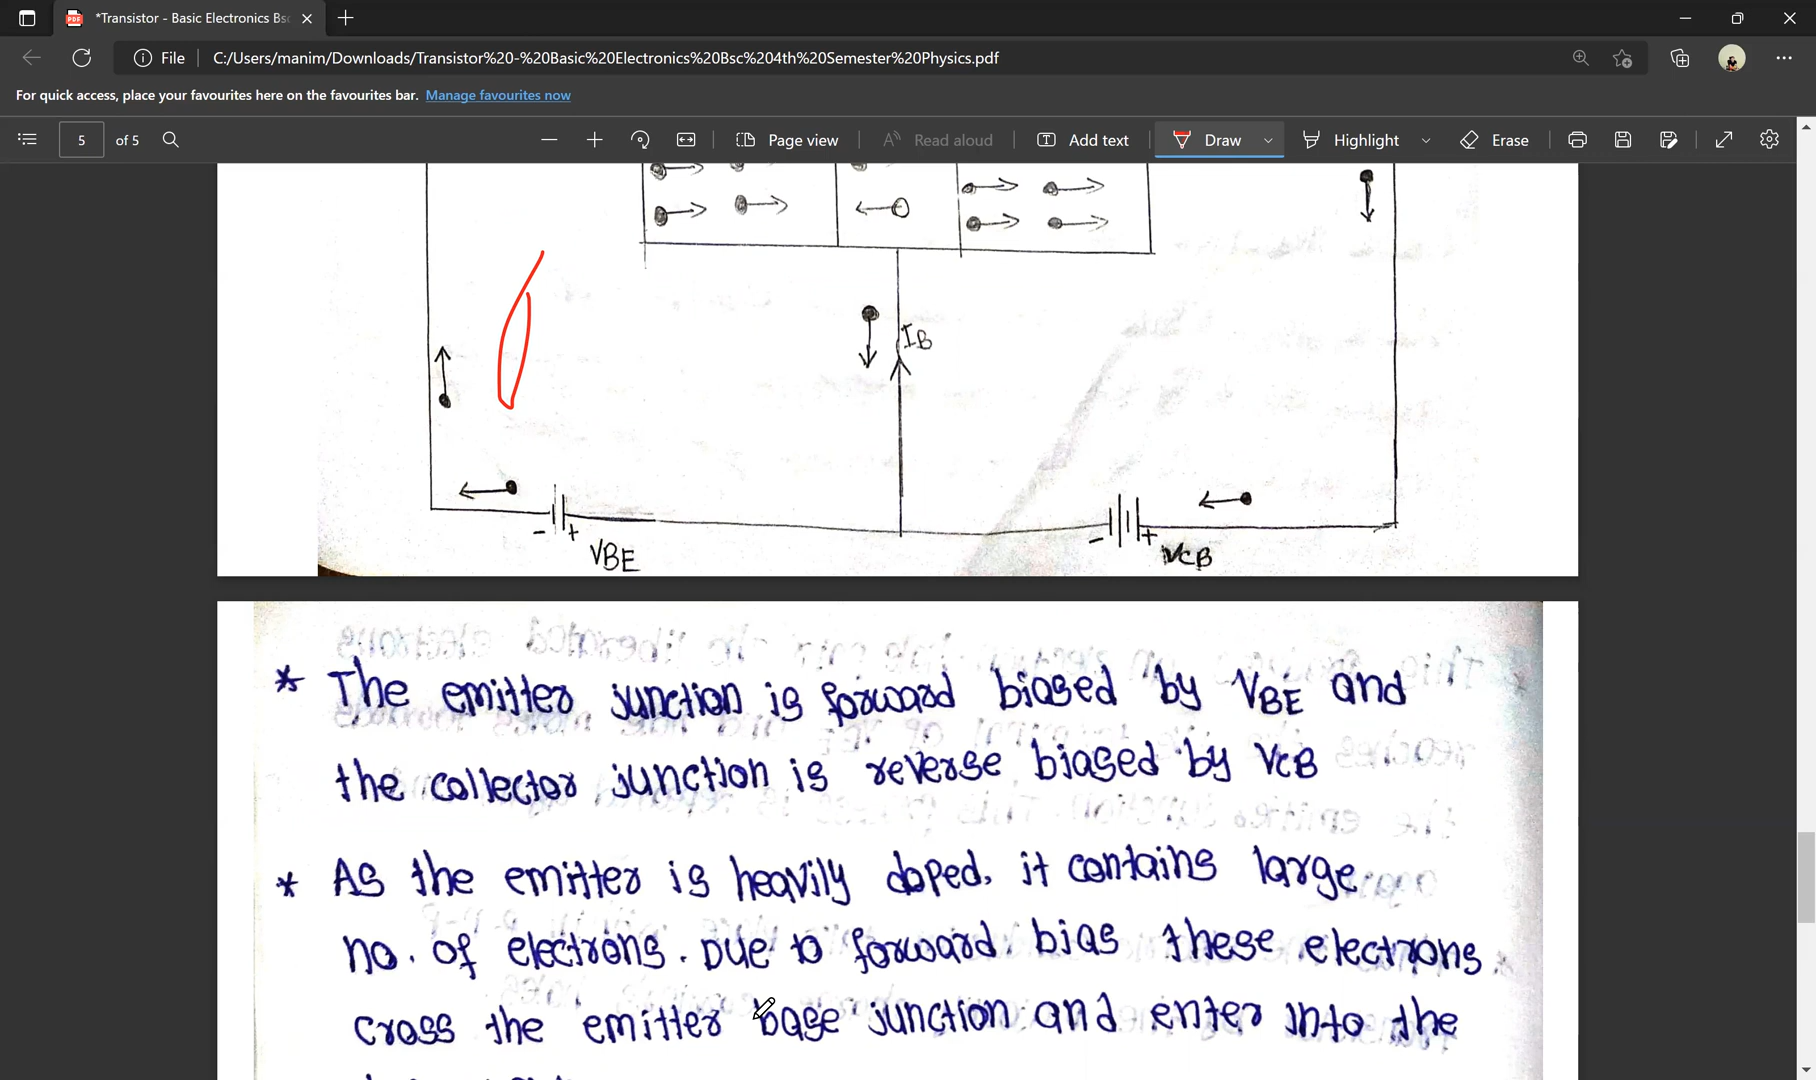 *Transistor - Basic Electronics Bsc
File C:/Users/manim/Downloads/Transistor%20-%20Basic%20Electronics%20Bsc%204th%20Semester%20Physics.pdf
For quick access, place your favourites here on the favourites bar. Manage favourites now
5 of 5 Page view Read aloud Add text Draw Highlight Erase
IB
- + VBE
- + VCB
* The emitter junction is forward biased by VBE and
the collector junction is reverse biased by VCB
* As the emitter is heavily doped, it contains large
no. of electrons. Due to forward bias these electrons
cross the emitter base junction and enter into the